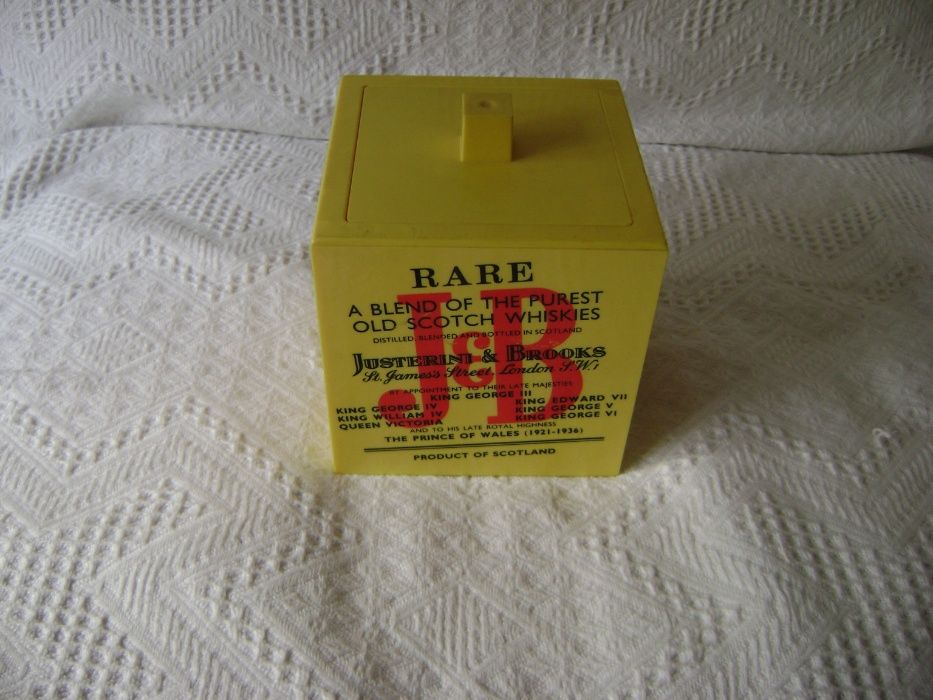 RARE
A BLEND OF THE PUREST
OLD SCOTCH WHISKIES
DISTILLED, BLENDED AND BOTTLED IN SCOTLAND
J&B
JUSTERINI & BROOKS
St. James's Street, London S.W.1
BY APPOINTMENT TO THEIR LATE MAJESTIES
KING GEORGE III
KING GEORGE IV KING EDWARD VII
KING WILLIAM IV KING GEORGE V
QUEEN VICTORIA KING GEORGE VI
AND TO HIS LATE ROYAL HIGHNESS
THE PRINCE OF WALES (1921-1936)
PRODUCT OF SCOTLAND